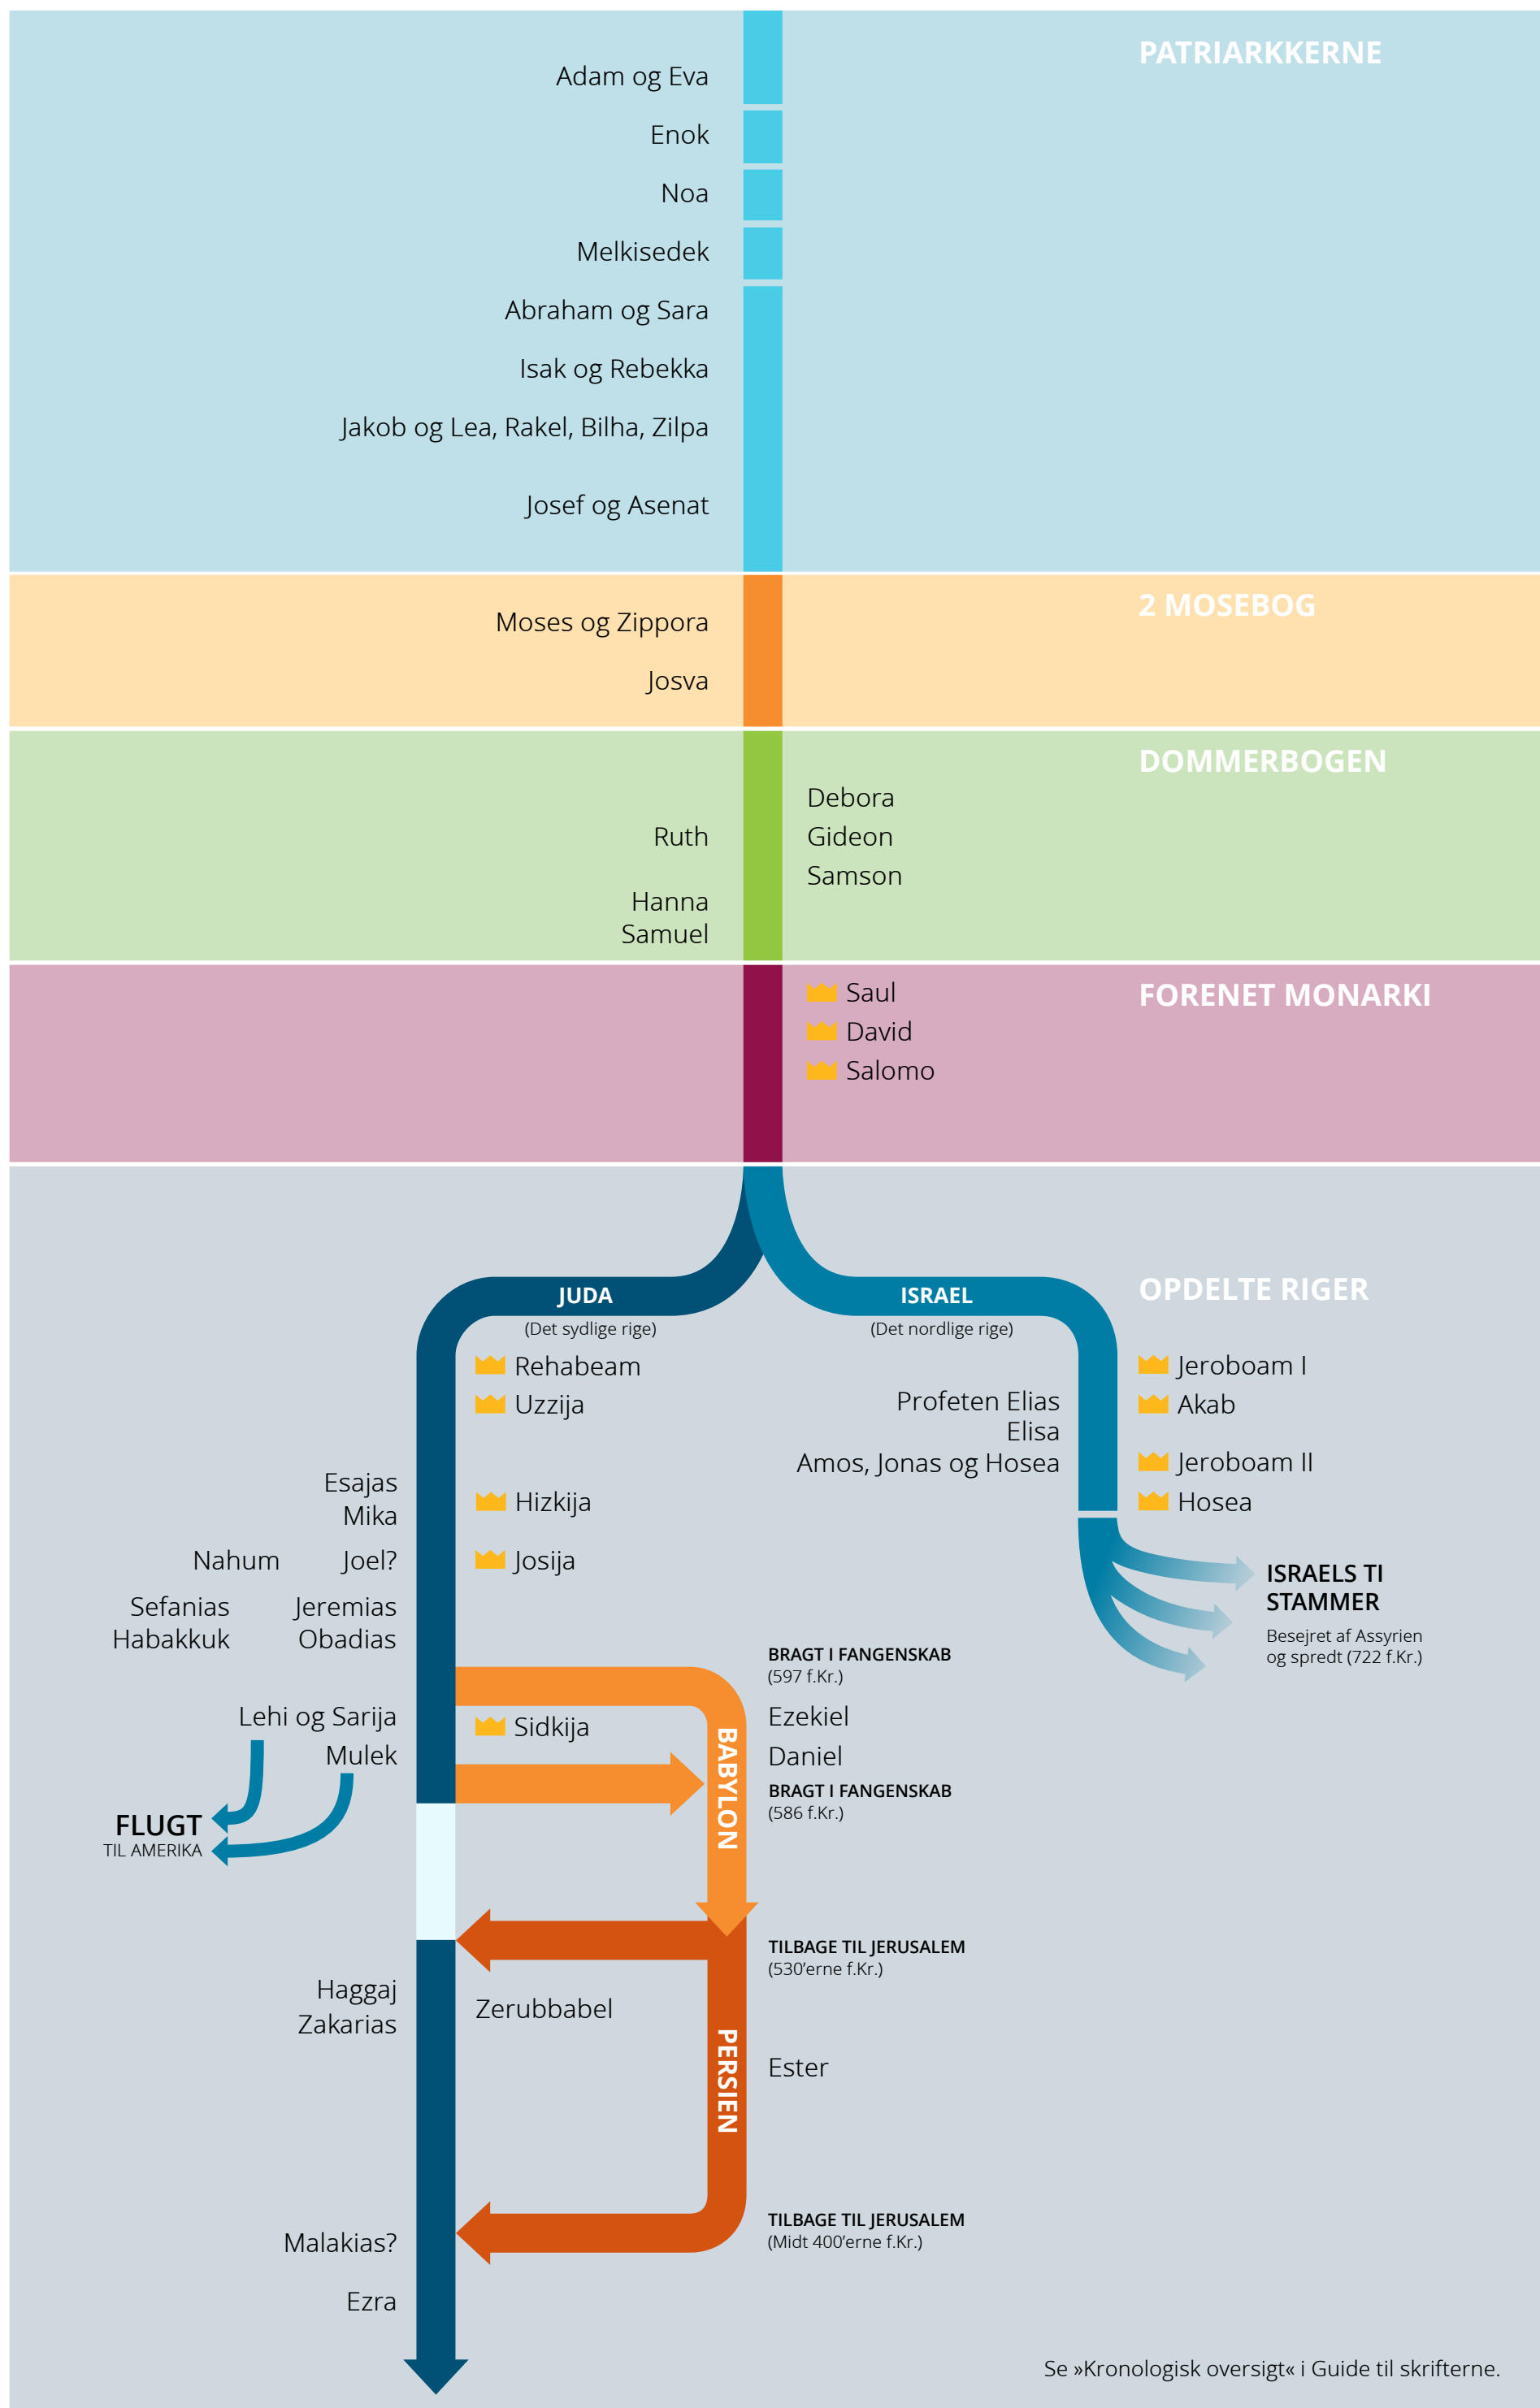 PATRIARKKERNE
Adam og Eva
Enok
Noa
Melkisedek
Abraham og Sara
Isak og Rebekka
Jakob og Lea, Rakel, Bilha, Zilpa
Josef og Asenat
2 MOSEBOG
Moses og Zippora
Josva
DOMMERBOGEN
Debora
Ruth
Gideon
Samson
Hanna
Samuel
FORENET MONARKI
Saul
David
Salomo
OPDELTE RIGER
JUDA
(Det sydlige rige)
ISRAEL
(Det nordlige rige)
Rehabeam
Uzzija
Esajas
Mika
Hizkija
Nahum
Joel?
Josija
Sefanias
Habakkuk
Jeremias
Obadias
Profeten Elias
Elisa
Amos, Jonas og Hosea
Jeroboam I
Akab
Jeroboam II
Hosea
ISRAELS TI
STAMMER
Besejret af Assyrien
og spredt (722 f.Kr.)
BRAGT I FANGENSKAB
(597 f.Kr.)
Lehi og Sarija
Mulek
Sidkija
BABYLON
Ezekiel
Daniel
BRAGT I FANGENSKAB
(586 f.Kr.)
FLUGT
TIL AMERIKA
TILBAGE TIL JERUSALEM
(530’erne f.Kr.)
Haggaj
Zakarias
Zerubbabel
PERSIEN
Ester
TILBAGE TIL JERUSALEM
(Midt 400’erne f.Kr.)
Malakias?
Ezra
Se »Kronologisk oversigt« i Guide til skrifterne.